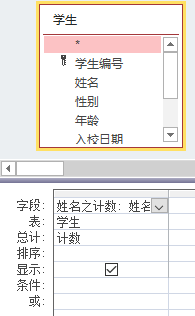 学生
*
学生编号
姓名
性别
年龄
入校日期
字段: 姓名之计数: 姓名
表: 学生
总计: 计数
排序:
显示:
条件:
或: